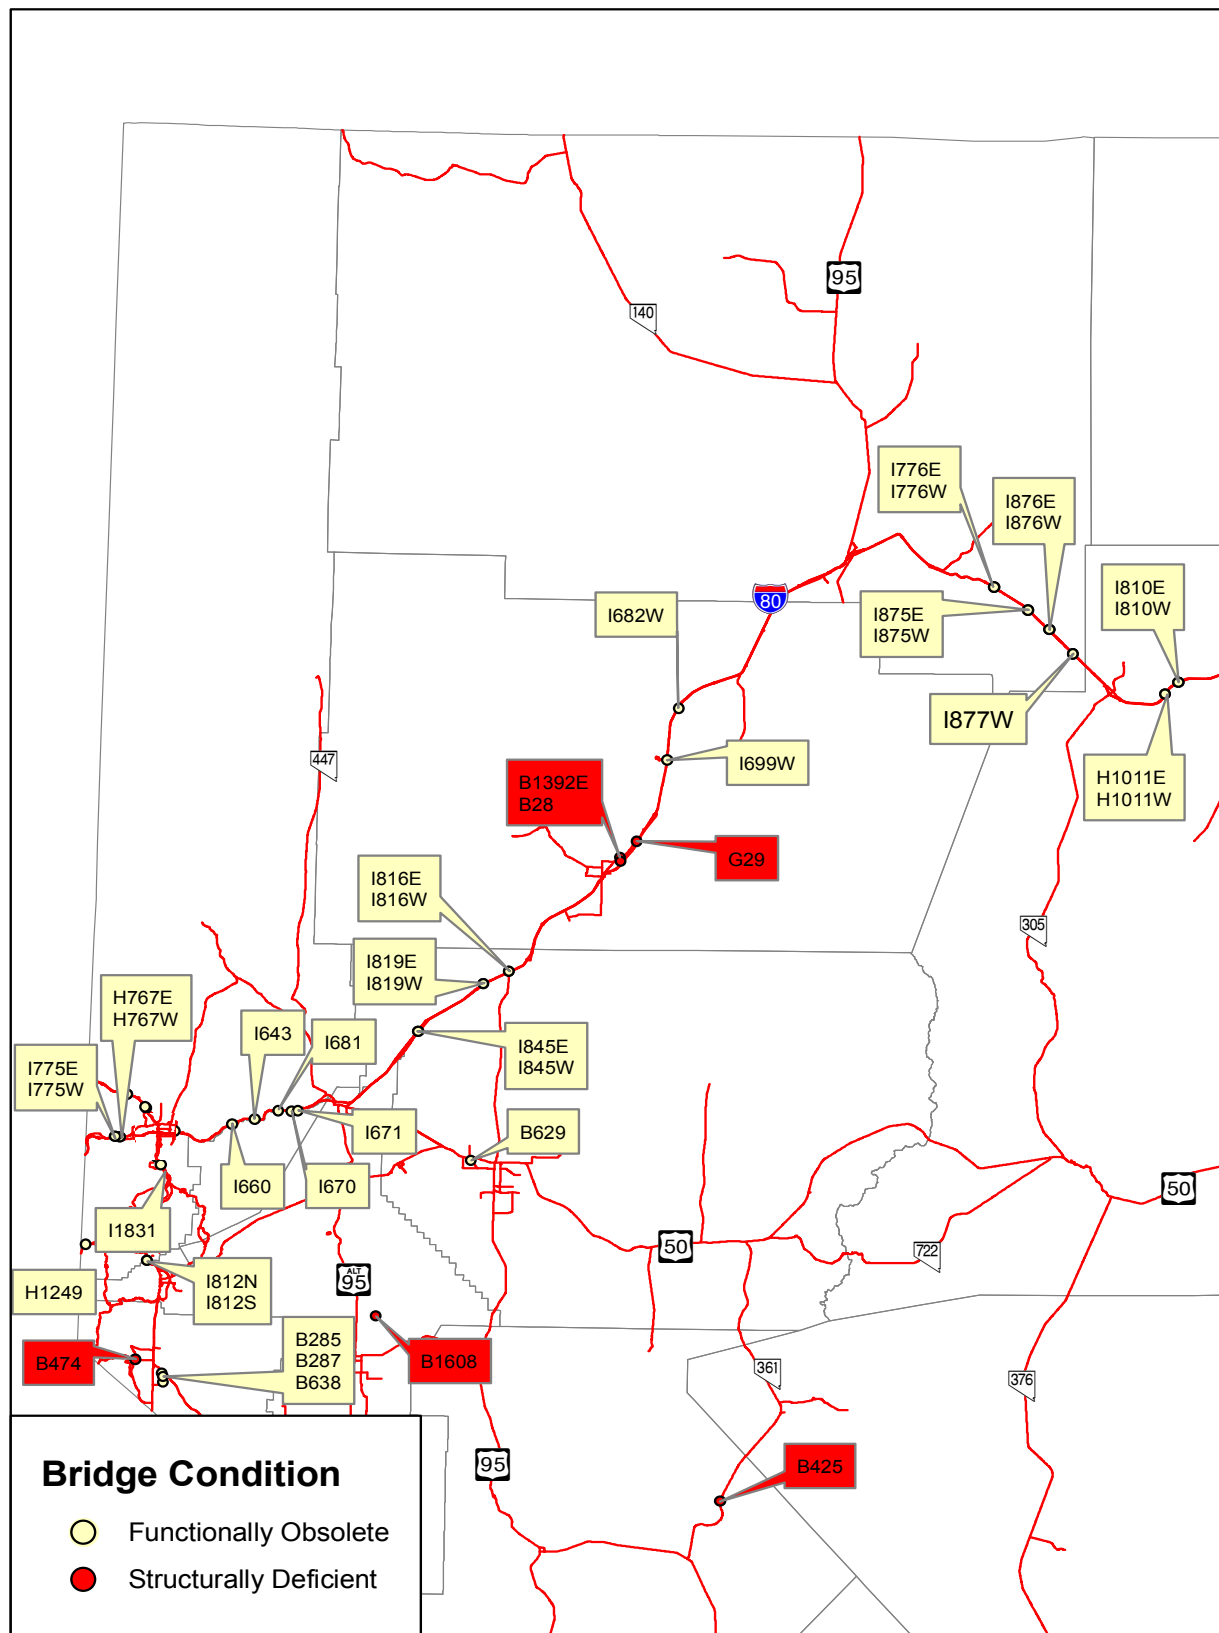 95
140
I776E
I776W
I876E
I876W
80
I682W
I875E
I875W
I810E
I810W
I877W
447
I699W
H1011E
H1011W
B1392E
B28
G29
I816E
I816W
305
I819E
I819W
H767E
H767W
I643
I681
I845E
I845W
I775E
I775W
I671
B629
I660
I670
50
I1831
50
722
ALT
95
H1249
I812N
I812S
B285
B287
B638
B474
B1608
361
376
95
B425
Bridge Condition
Functionally Obsolete
Structurally Deficient